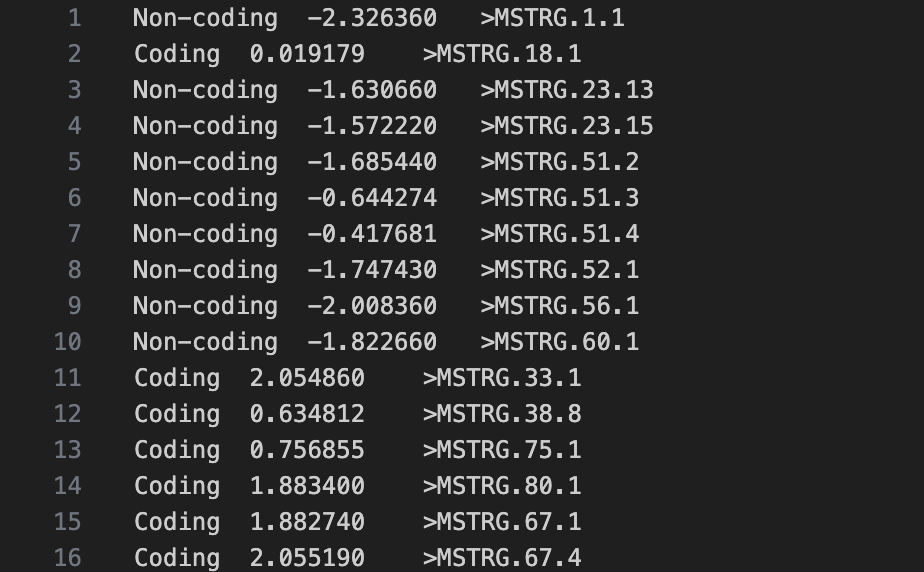 1 Non-coding -2.326360 >MSTRG.1.1
2 Coding 0.019179 >MSTRG.18.1
3 Non-coding -1.630660 >MSTRG.23.13
4 Non-coding -1.572220 >MSTRG.23.15
5 Non-coding -1.685440 >MSTRG.51.2
6 Non-coding -0.644274 >MSTRG.51.3
7 Non-coding -0.417681 >MSTRG.51.4
8 Non-coding -1.747430 >MSTRG.52.1
9 Non-coding -2.008360 >MSTRG.56.1
10 Non-coding -1.822660 >MSTRG.60.1
11 Coding 2.054860 >MSTRG.33.1
12 Coding 0.634812 >MSTRG.38.8
13 Coding 0.756855 >MSTRG.75.1
14 Coding 1.883400 >MSTRG.80.1
15 Coding 1.882740 >MSTRG.67.1
16 Coding 2.055190 >MSTRG.67.4